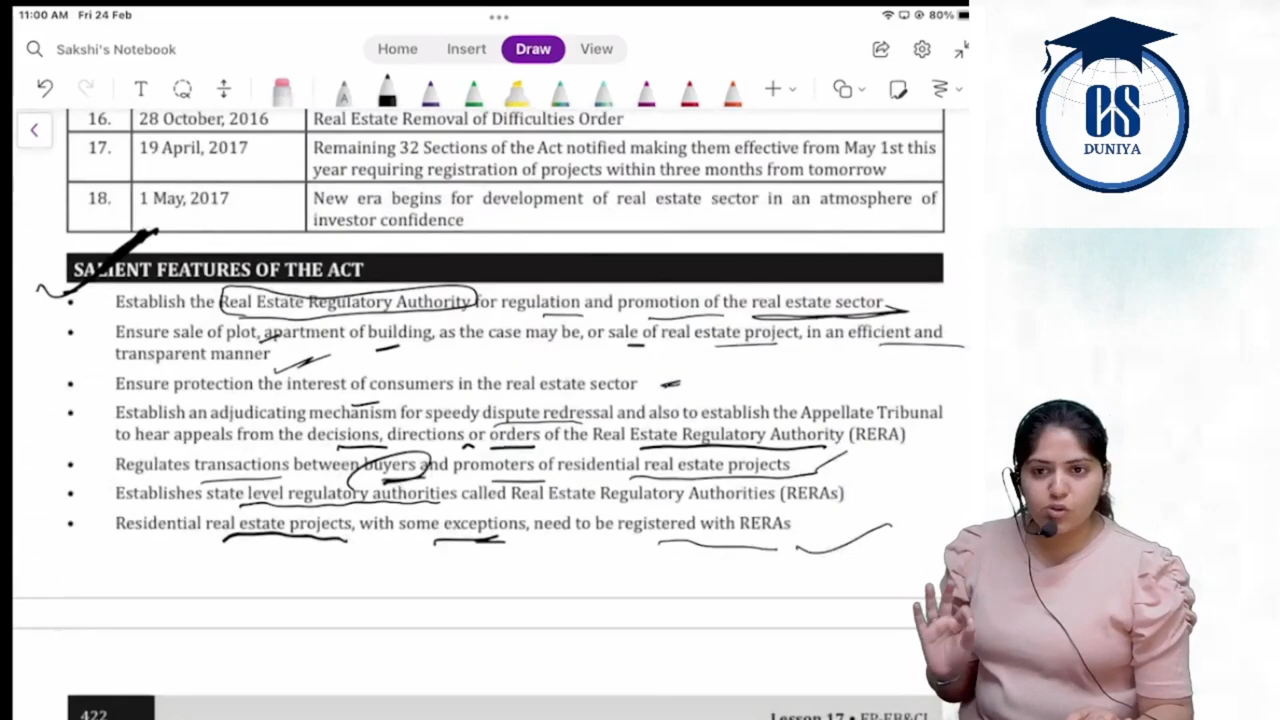 11:00 AM Fri 24 Feb
80%
Sakshi's Notebook
Home Insert Draw View
T
A
16. 28 October, 2016 Real Estate Removal of Difficulties Order
17. 19 April, 2017 Remaining 32 Sections of the Act notified making them effective from May 1st this
year requiring registration of projects within three months from tomorrow
18. 1 May, 2017 New era begins for development of real estate sector in an atmosphere of
investor confidence
SALIENT FEATURES OF THE ACT
• Establish the Real Estate Regulatory Authority for regulation and promotion of the real estate sector
• Ensure sale of plot, apartment of building, as the case may be, or sale of real estate project, in an efficient and
transparent manner
• Ensure protection the interest of consumers in the real estate sector
• Establish an adjudicating mechanism for speedy dispute redressal and also to establish the Appellate Tribunal
to hear appeals from the decisions, directions or orders of the Real Estate Regulatory Authority (RERA)
• Regulates transactions between buyers and promoters of residential real estate projects
• Establishes state level regulatory authorities called Real Estate Regulatory Authorities (RERAs)
• Residential real estate projects, with some exceptions, need to be registered with RERAs
422
Lesson 17 • EP-EB&CL
CS
DUNIYA